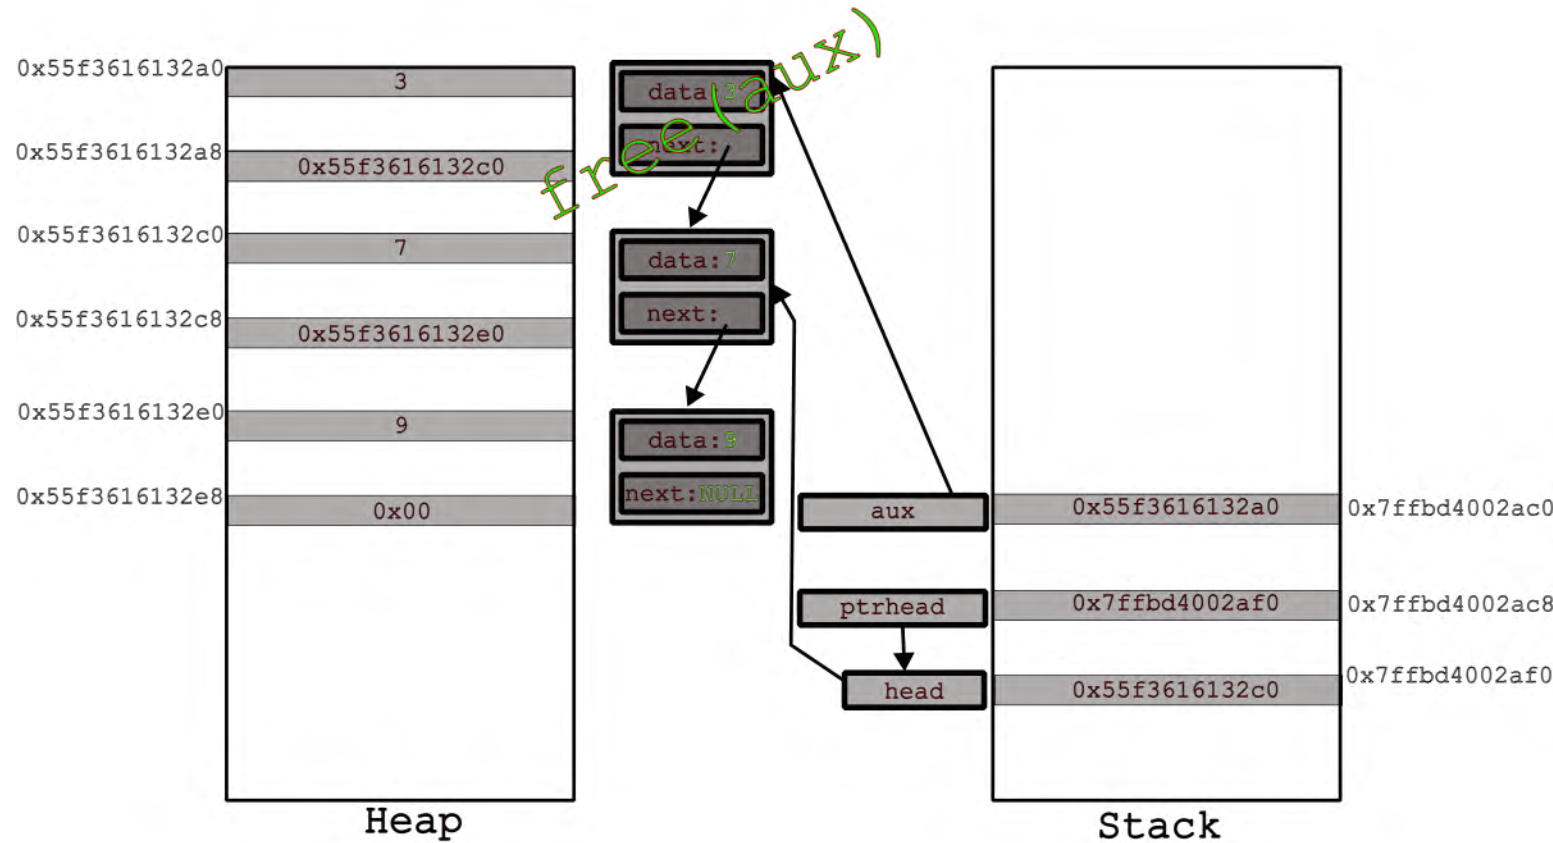 free(aux)
0x55f3616132a0
3
0x55f3616132a8
0x55f3616132c0
0x55f3616132c0
7
0x55f3616132c8
0x55f3616132e0
0x55f3616132e0
9
0x55f3616132e8
0x00
Heap
data:3
next:
data:7
next:
data:9
next:NULL
aux
0x55f3616132a0
0x7ffbd4002ac0
ptrhead
0x7ffbd4002af0
0x7ffbd4002ac8
head
0x55f3616132c0
0x7ffbd4002af0
Stack